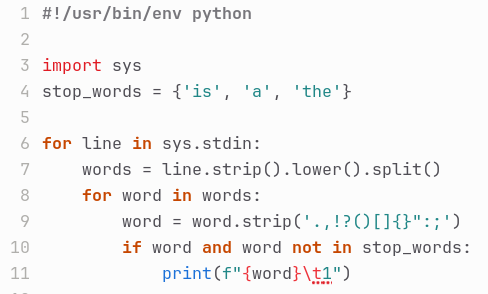 1 #!/usr/bin/env python
2
3 import sys
4 stop_words = {'is', 'a', 'the'}
5
6 for line in sys.stdin:
7     words = line.strip().lower().split()
8     for word in words:
9         word = word.strip('.,!?()[]{}":;')
10         if word and word not in stop_words:
11             print(f"{word}\t1")